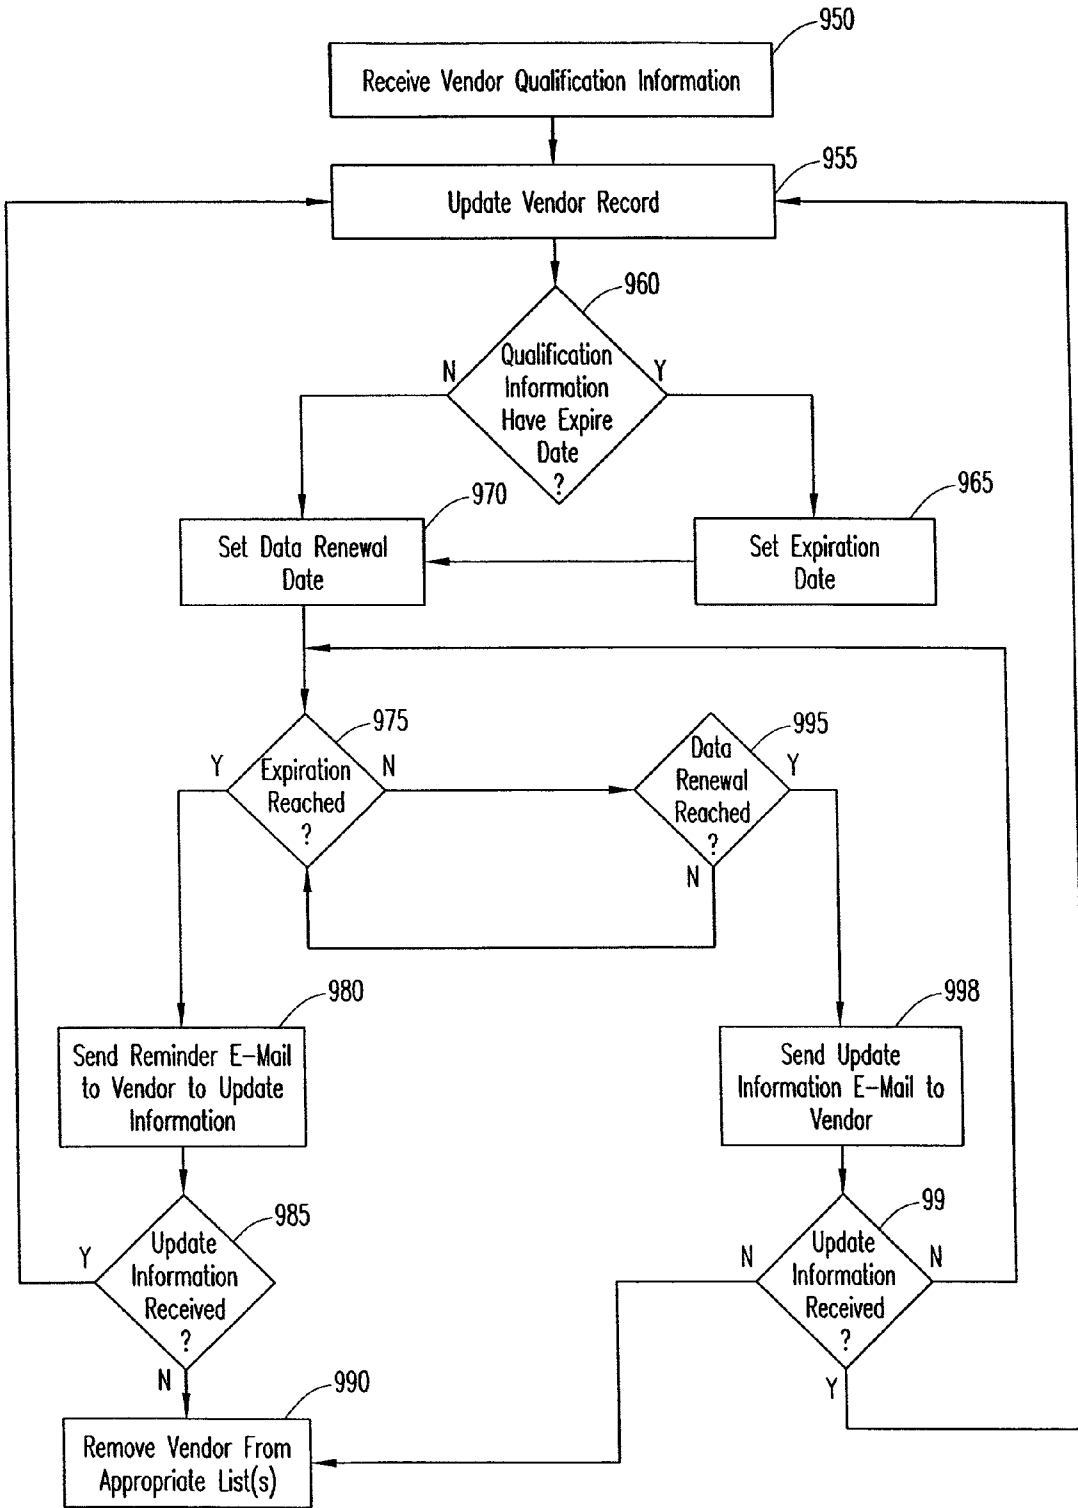 950
Receive Vendor Qualification Information
955
Update Vendor Record
960
Qualification
Information
Have Expire
Date
?
N
Y
970
Set Data Renewal
Date
965
Set Expiration
Date
975
Expiration
Reached
?
Y
N
995
Data
Renewal
Reached
?
Y
N
980
Send Reminder E-Mail
to Vendor to Update
Information
998
Send Update
Information E-Mail to
Vendor
985
Update
Information
Received
?
Y
N
99
Update
Information
Received
?
N
N
Y
990
Remove Vendor From
Appropriate List(s)